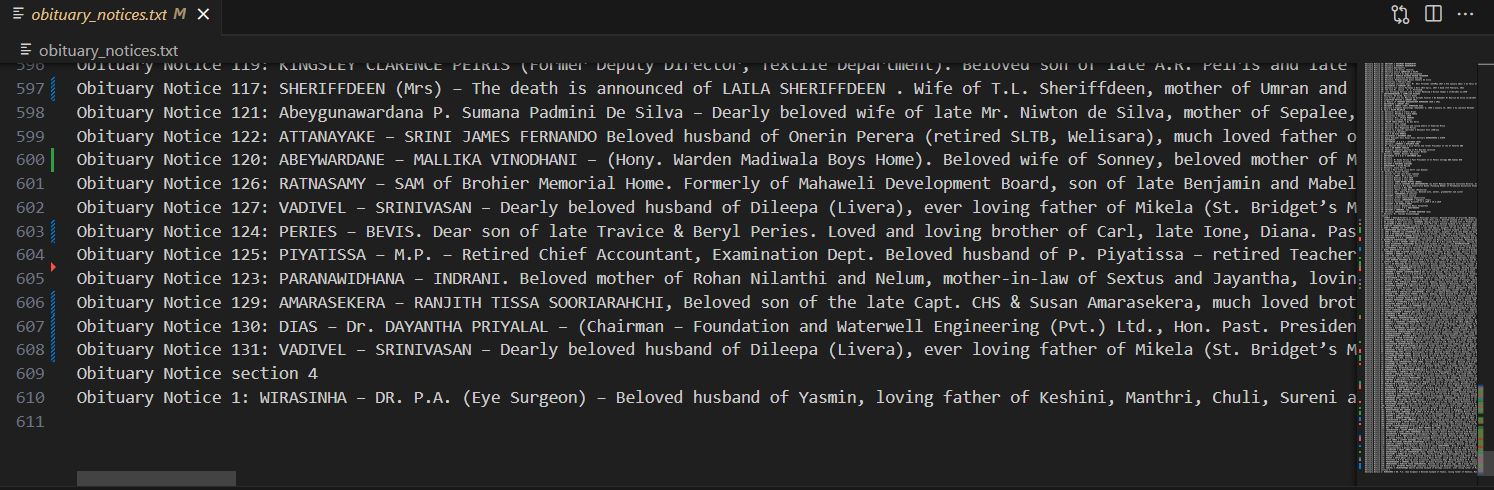 obituary_notices.txt M
obituary_notices.txt
596 Obituary Notice 119: KINGSLEY CLARENCE PEIRIS (Former Deputy Director, Textile Department). Beloved son of late A.R. Peiris and late
597 Obituary Notice 117: SHERIFFDEEN (Mrs) – The death is announced of LAILA SHERIFFDEEN . Wife of T.L. Sheriffdeen, mother of Umran and
598 Obituary Notice 121: Abeygunawardana P. Sumana Padmini De Silva – Dearly beloved wife of late Mr. Niwton de Silva, mother of Sepalee,
599 Obituary Notice 122: ATTANAYAKE – SRINI JAMES FERNANDO Beloved husband of Onerin Perera (retired SLTB, Welisara), much loved father o
600 Obituary Notice 120: ABEYWARDANE – MALLIKA VINODHANI – (Hony. Warden Madiwala Boys Home). Beloved wife of Sonney, beloved mother of M
601 Obituary Notice 126: RATNASAMY – SAM of Brohier Memorial Home. Formerly of Mahaweli Development Board, son of late Benjamin and Mabel
602 Obituary Notice 127: VADIVEL – SRINIVASAN – Dearly beloved husband of Dileepa (Livera), ever loving father of Mikela (St. Bridget’s M
603 Obituary Notice 124: PERIES – BEVIS. Dear son of late Travice & Beryl Peries. Loved and loving brother of Carl, late Ione, Diana. Pas
604 Obituary Notice 125: PIYATISSA – M.P. – Retired Chief Accountant, Examination Dept. Beloved husband of P. Piyatissa – retired Teacher
605 Obituary Notice 123: PARANAWIDHANA – INDRANI. Beloved mother of Rohan Nilanthi and Nelum, mother-in-law of Sextus and Jayantha, lovin
606 Obituary Notice 129: AMARASEKERA – RANJITH TISSA SOORIARAHCHI, Beloved son of the late Capt. CHS & Susan Amarasekera, much loved brot
607 Obituary Notice 130: DIAS – Dr. DAYANTHA PRIYALAL – (Chairman – Foundation and Waterwell Engineering (Pvt.) Ltd., Hon. Past. Presiden
608 Obituary Notice 131: VADIVEL – SRINIVASAN – Dearly beloved husband of Dileepa (Livera), ever loving father of Mikela (St. Bridget’s M
609 Obituary Notice section 4
610 Obituary Notice 1: WIRASINHA – DR. P.A. (Eye Surgeon) – Beloved husband of Yasmin, loving father of Keshini, Manthri, Chuli, Sureni a
611